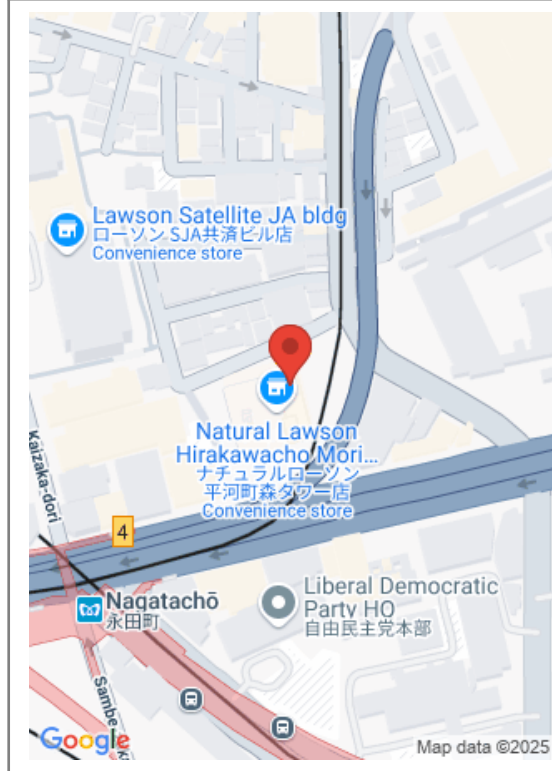 Lawson Satellite JA bldg
ローソン SJA共済ビル店
Convenience store
Natural Lawson
Hirakawacho Mori...
ナチュラルローソン
平河町森タワー店
Convenience store
Kaizaka-dori
4
Nagatachō
永田町
Liberal Democratic
Party HQ
自由民主党本部
Google
Map data ©2025